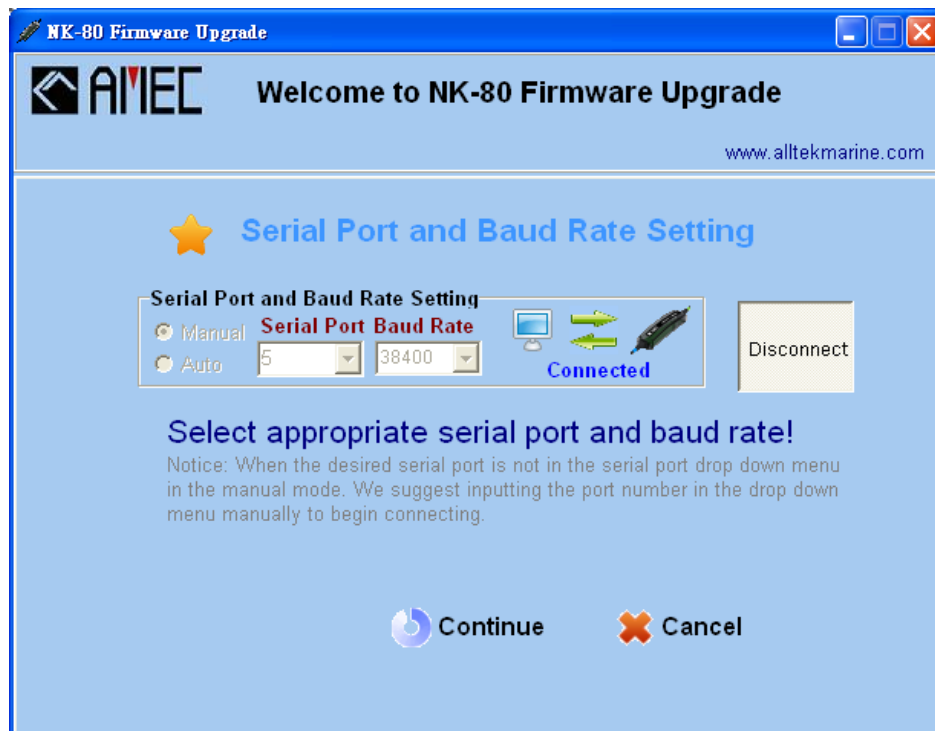 NK-80 Firmware Upgrade
AMEC
Welcome to NK-80 Firmware Upgrade
www.alltekmarine.com
Serial Port and Baud Rate Setting
Serial Port and Baud Rate Setting
Manual
Serial Port Baud Rate
Auto
5
38400
Connected
Disconnect
Select appropriate serial port and baud rate!
Notice: When the desired serial port is not in the serial port drop down menu
in the manual mode. We suggest inputting the port number in the drop down
menu manually to begin connecting.
Continue
Cancel